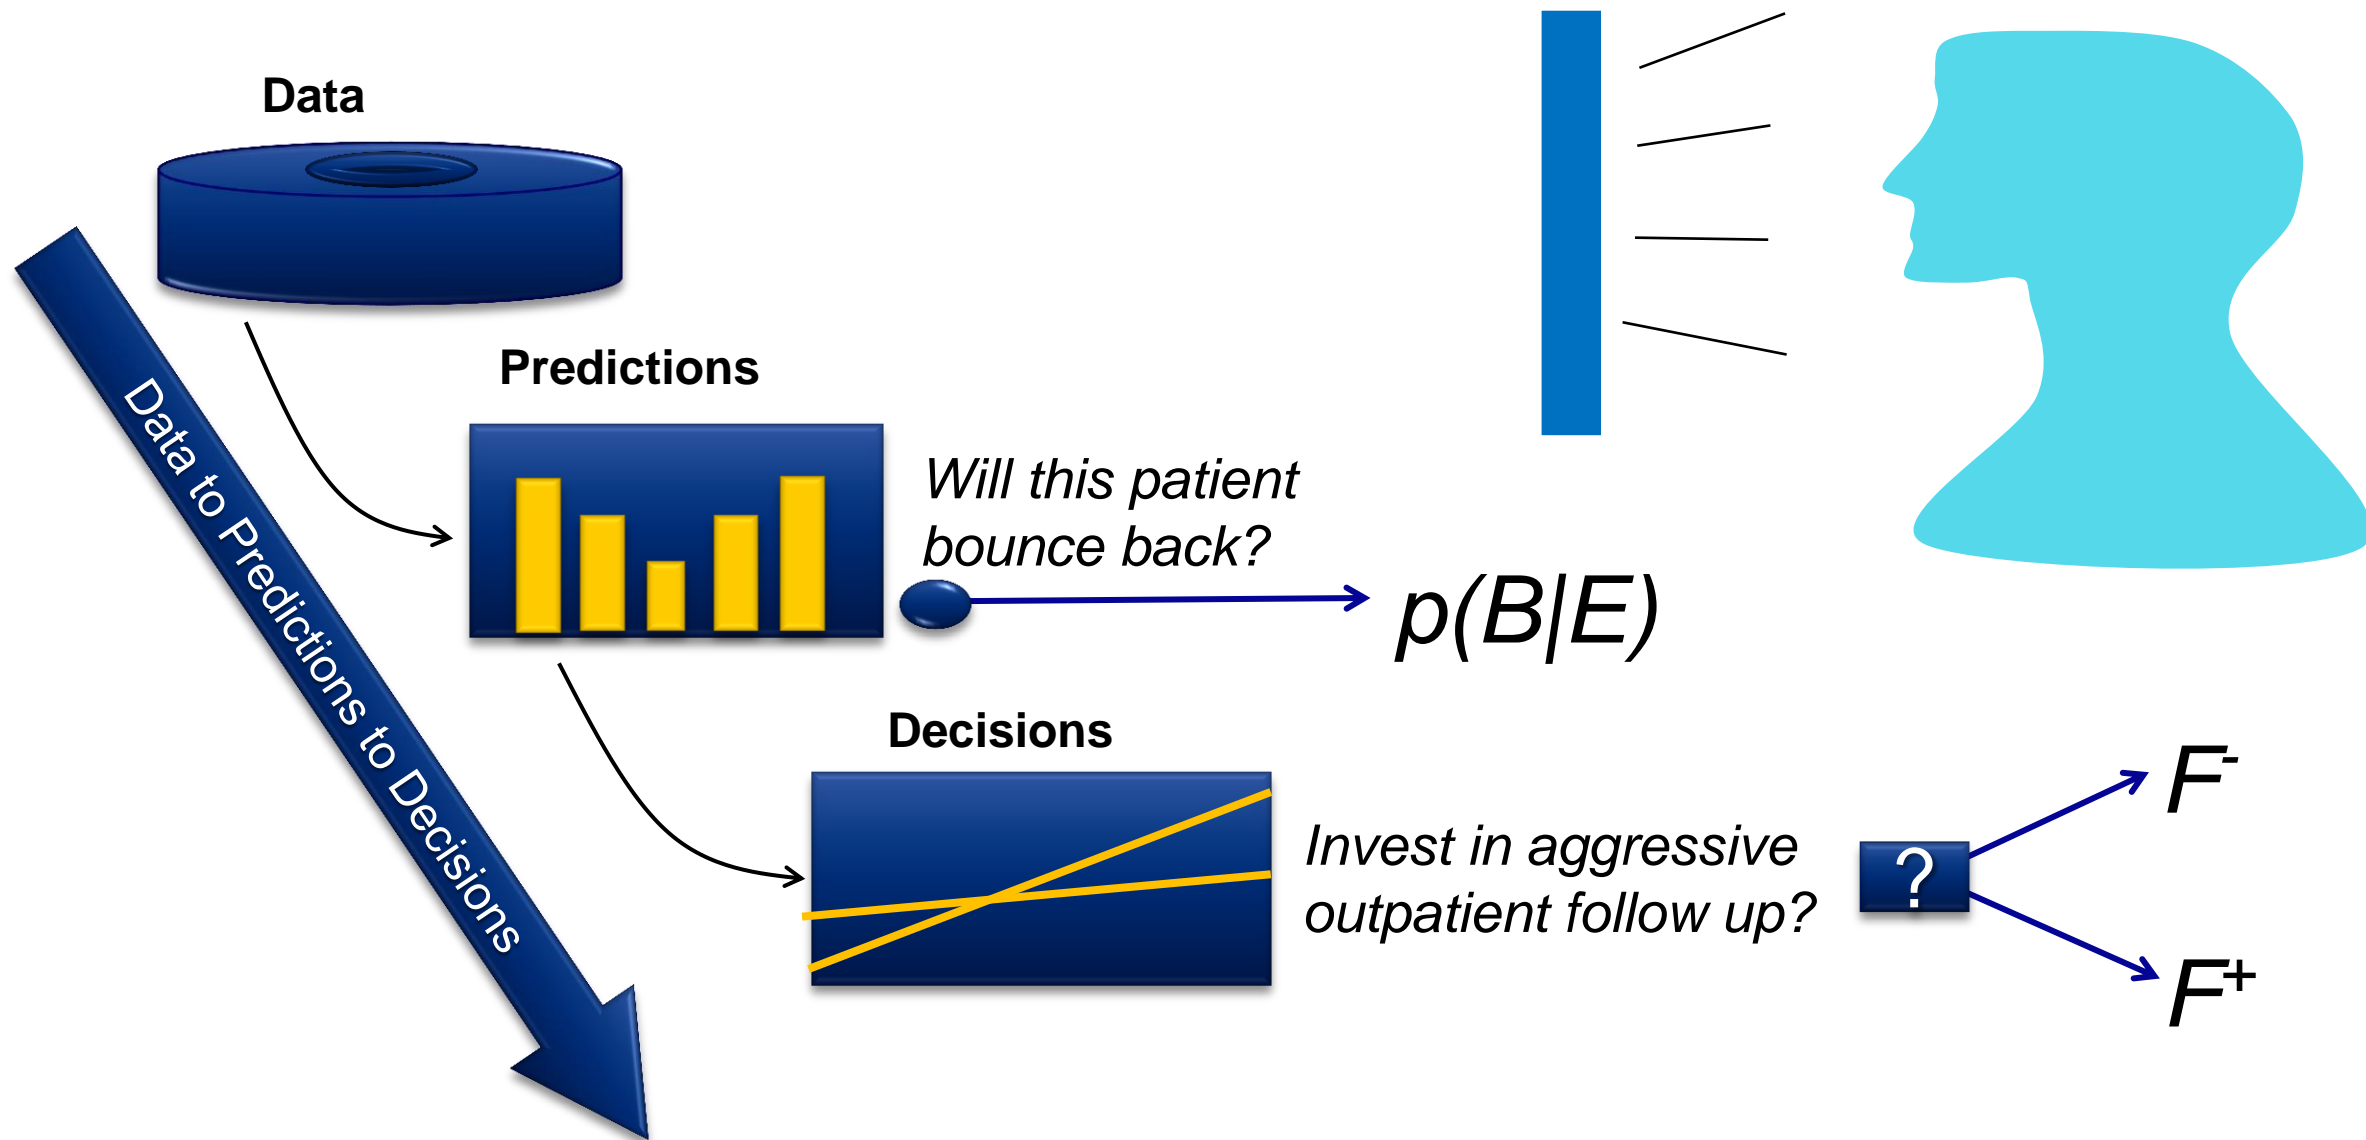 Data
Data to Predictions to Decisions
Predictions
Will this patient
bounce back?
p(B|E)
Decisions
Invest in aggressive
outpatient follow up?
?
F-
F+